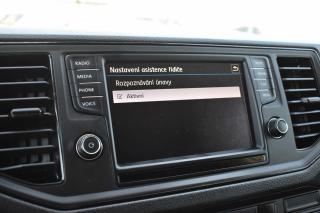 RADIO
MEDIA
PHONE
VOICE
Nastavení asistence řidiče
Rozpoznávání únavy
Aktivní